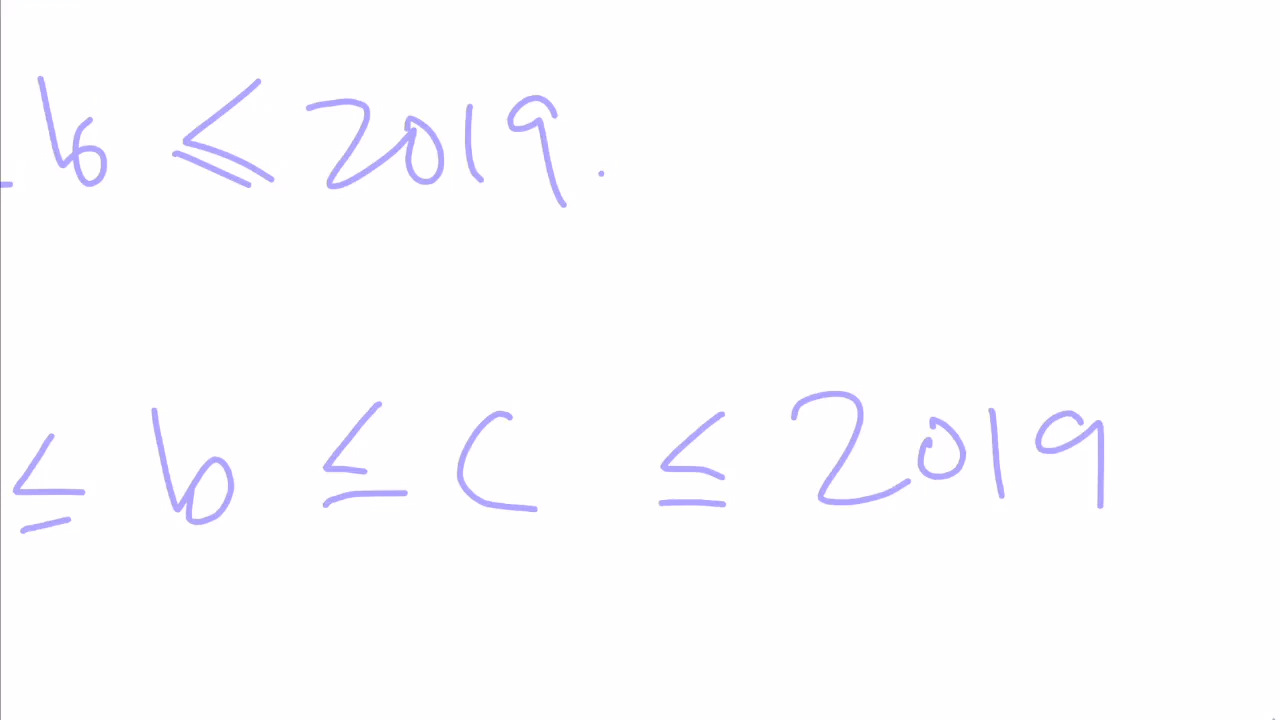 b ≤ 2019.
≤ b ≤ c ≤ 2019